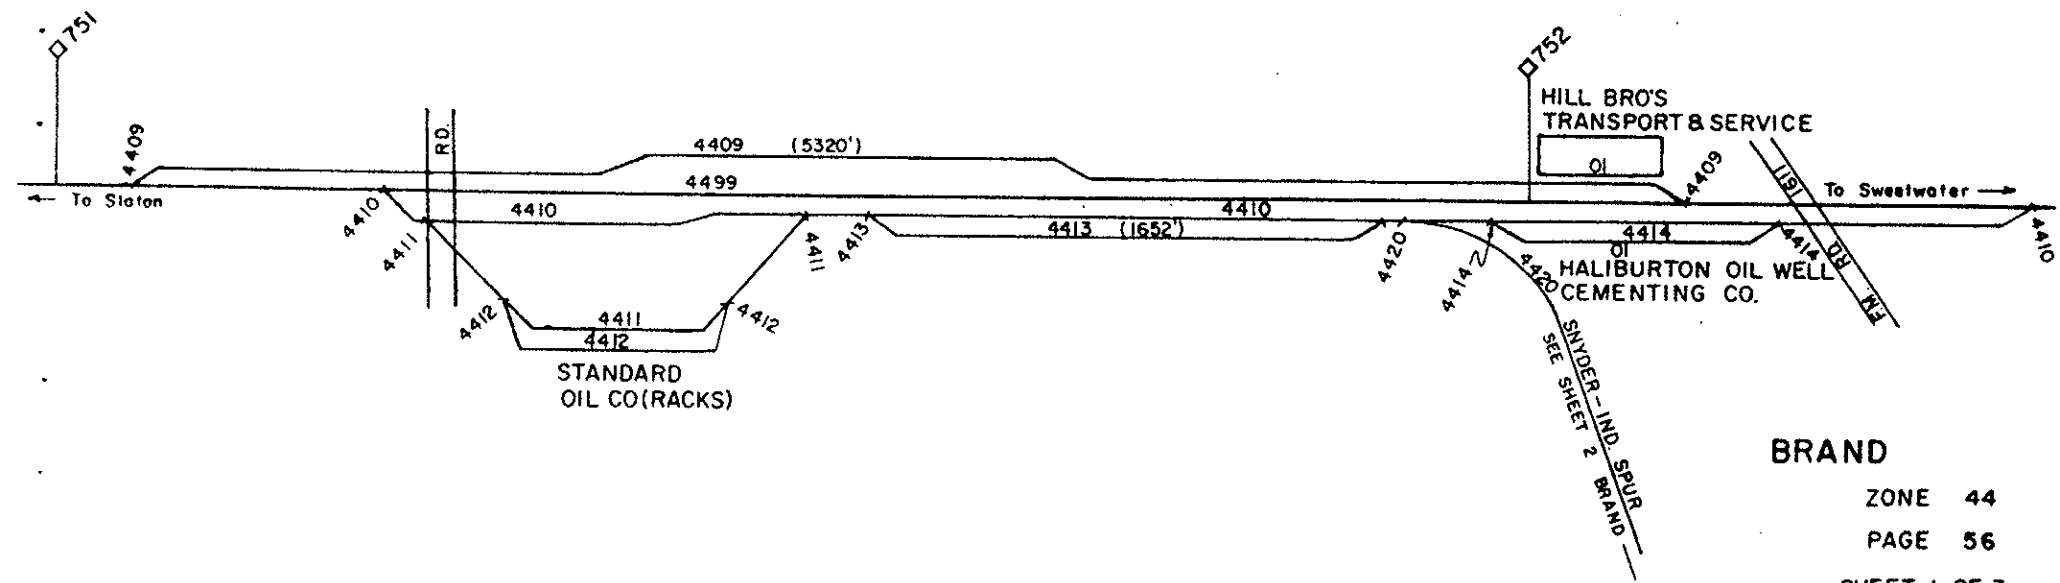 751
752
HILL BRO'S
TRANSPORT & SERVICE
01
4409
RD.
4409 (5320')
4409
1611
FM
RD
← To Slaton
4499
To Sweetwater →
4410
4410
4410
4410
4411
4411
4413
4413 (1652')
4420
4414
4414
4414
01
HALIBURTON OIL WELL
CEMENTING CO.
4420
4412
4412
4411
4412
STANDARD
OIL CO(RACKS)
SNYDER-IND. SPUR
SEE SHEET 2 BRAND
BRAND
ZONE 44
PAGE 56